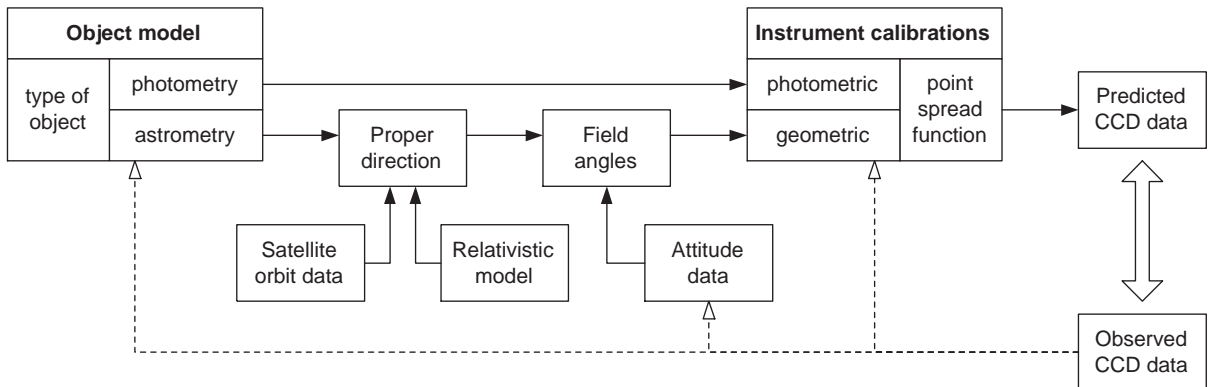 Object model
type of
object
photometry
astrometry
Proper
direction
Field
angles
Instrument calibrations
photometric
geometric
point
spread
function
Predicted
CCD data
Satellite
orbit data
Relativistic
model
Attitude
data
Observed
CCD data